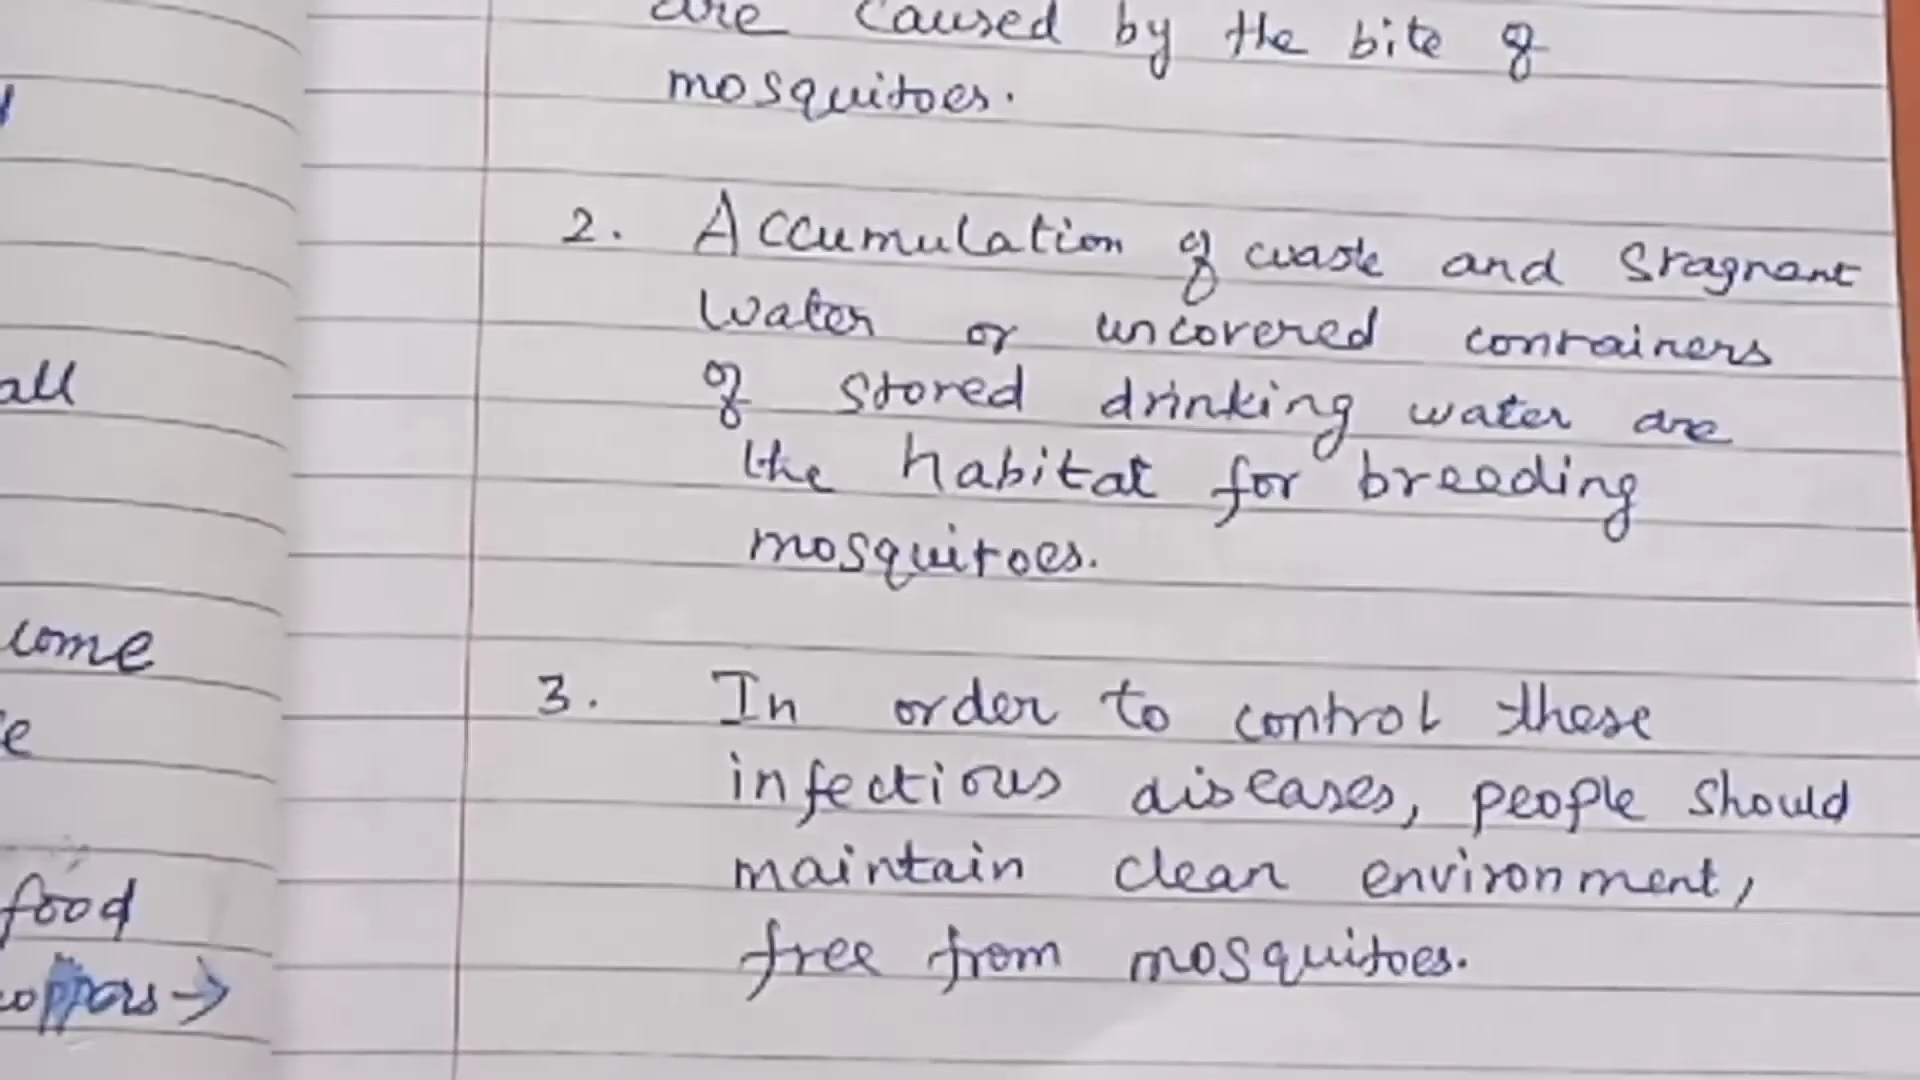 all
come
food
are caused by the bite of
mosquitoes.
2. Accumulation of waste and stagnant
water or uncovered containers
of stored drinking water are
the habitat for breeding
mosquitoes.
3. In order to control these
infectious diseases, people should
maintain clean environment,
free from mosquitoes.